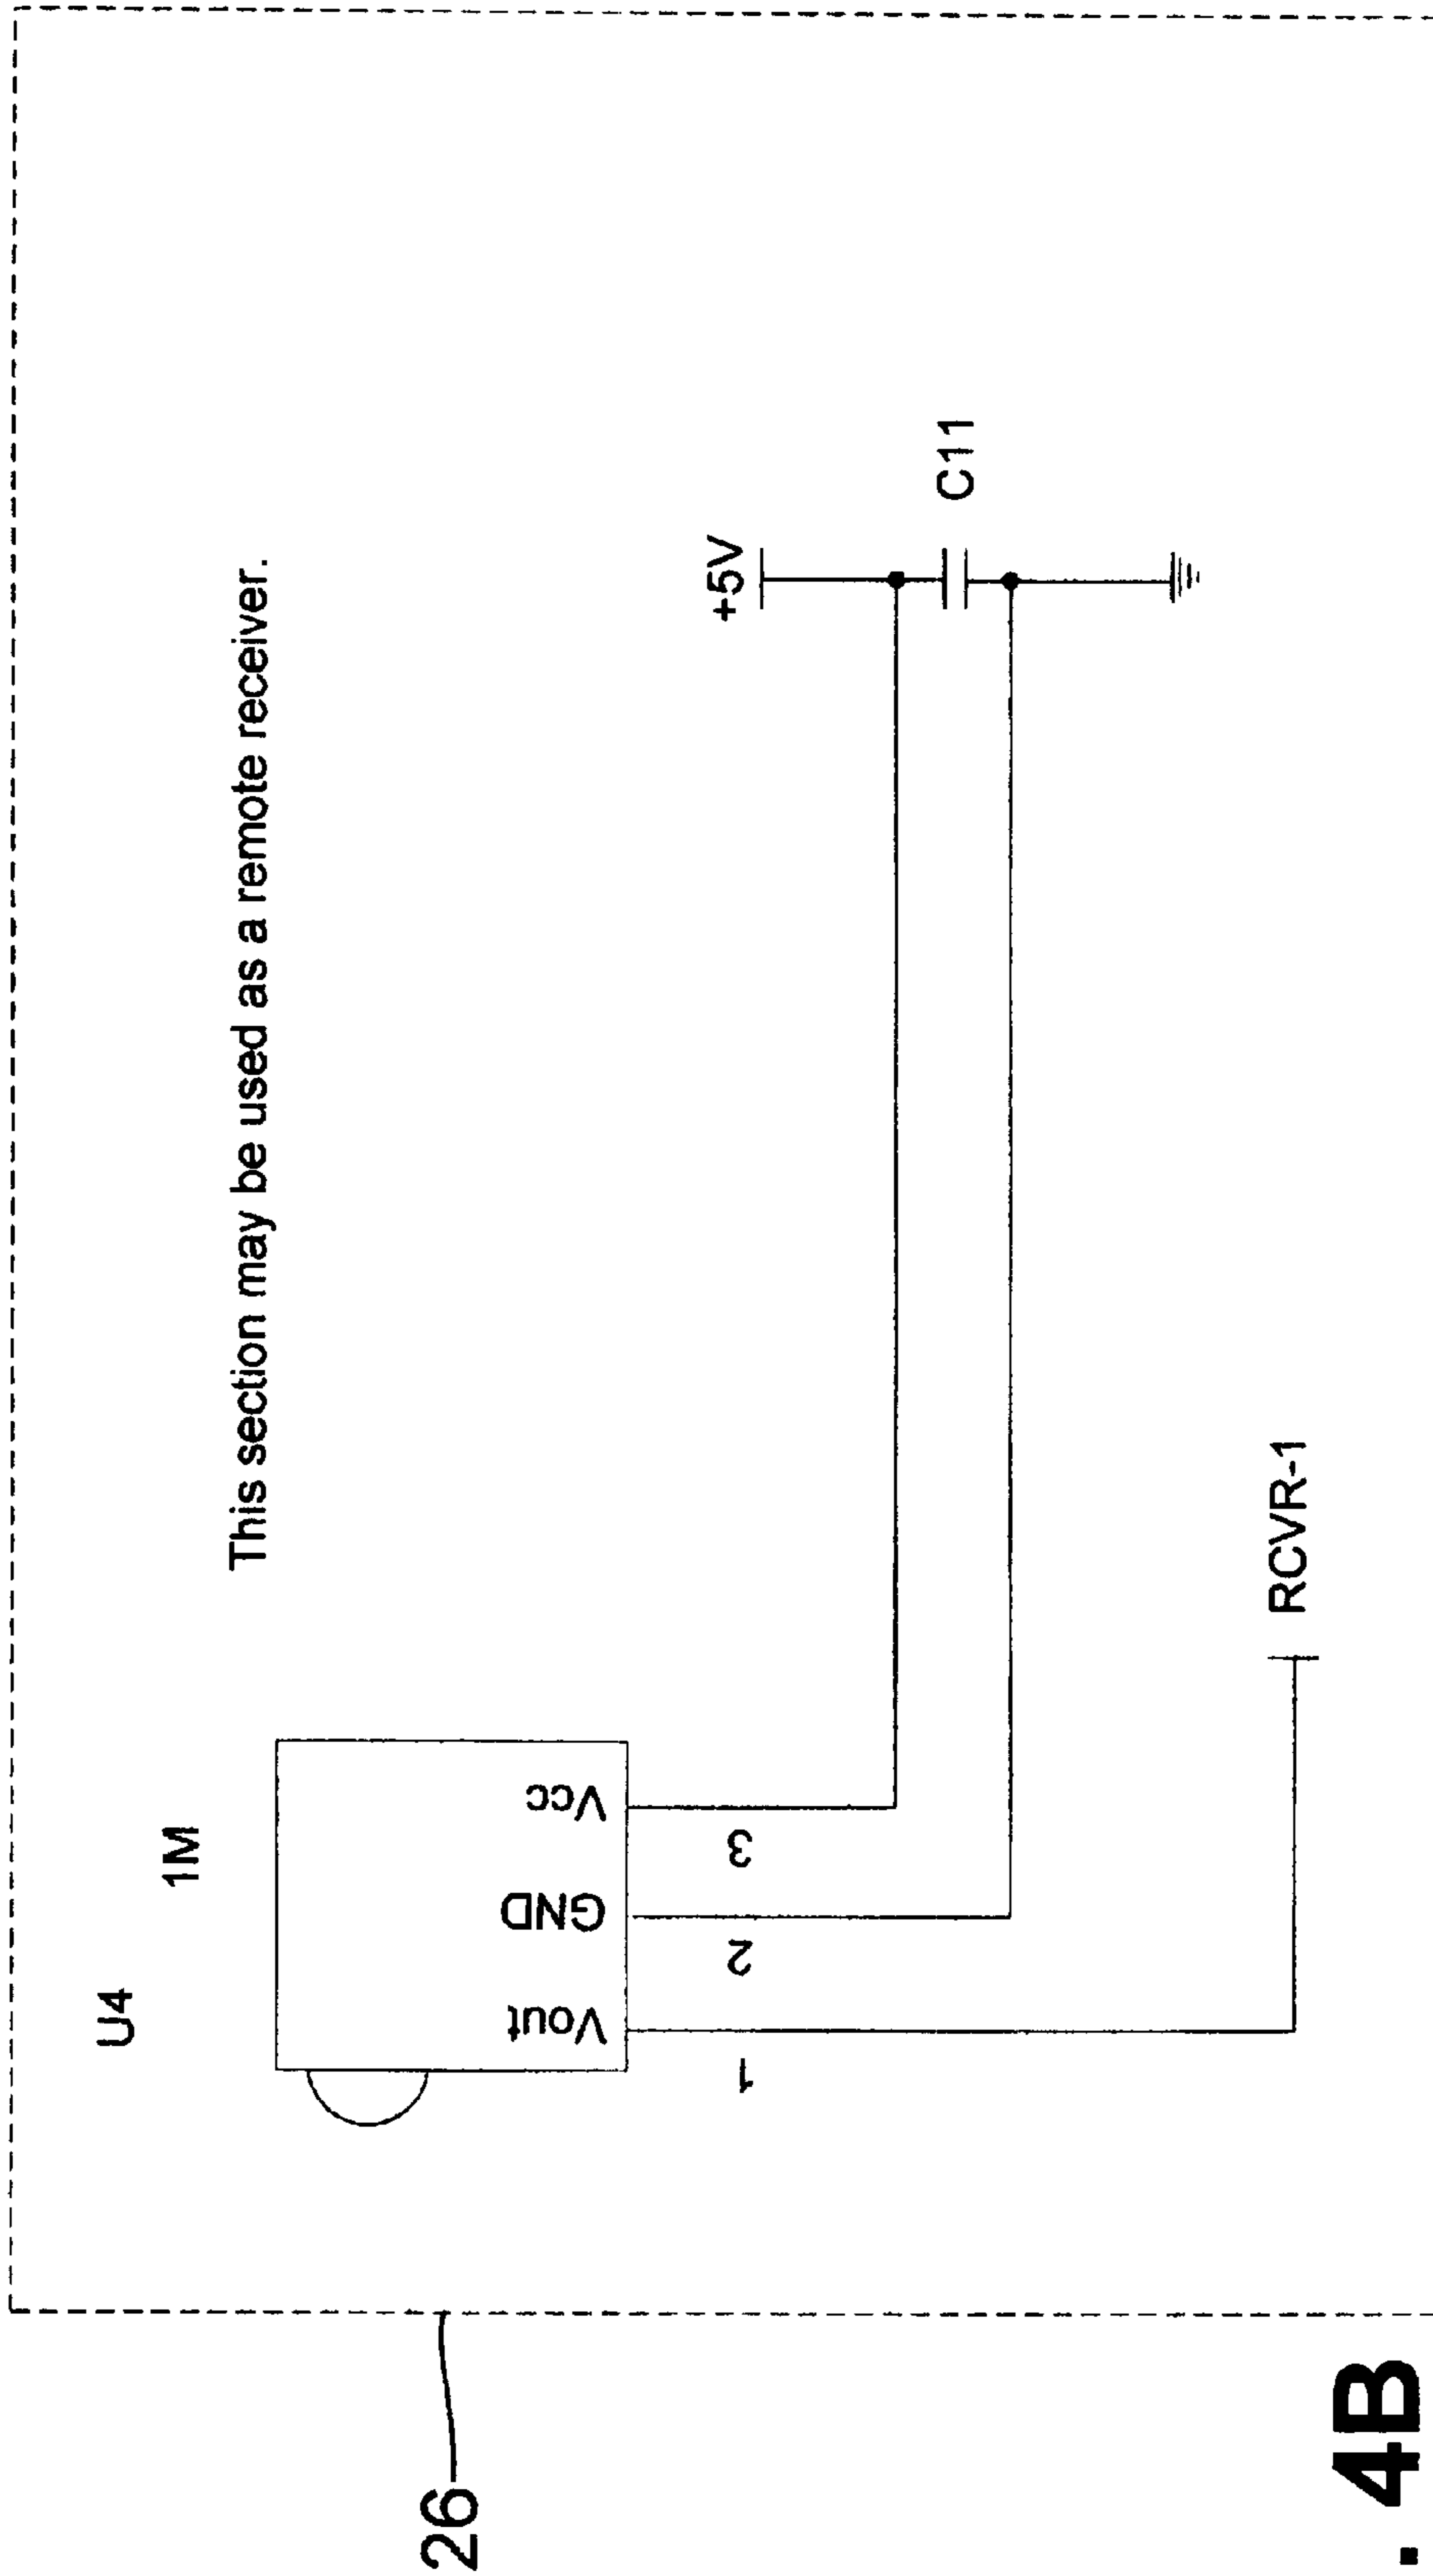 U4
1M
This section may be used as a remote receiver.
Vout
GND
Vcc
1
2
3
+5V
C11
RCVR-1
26
. 4B